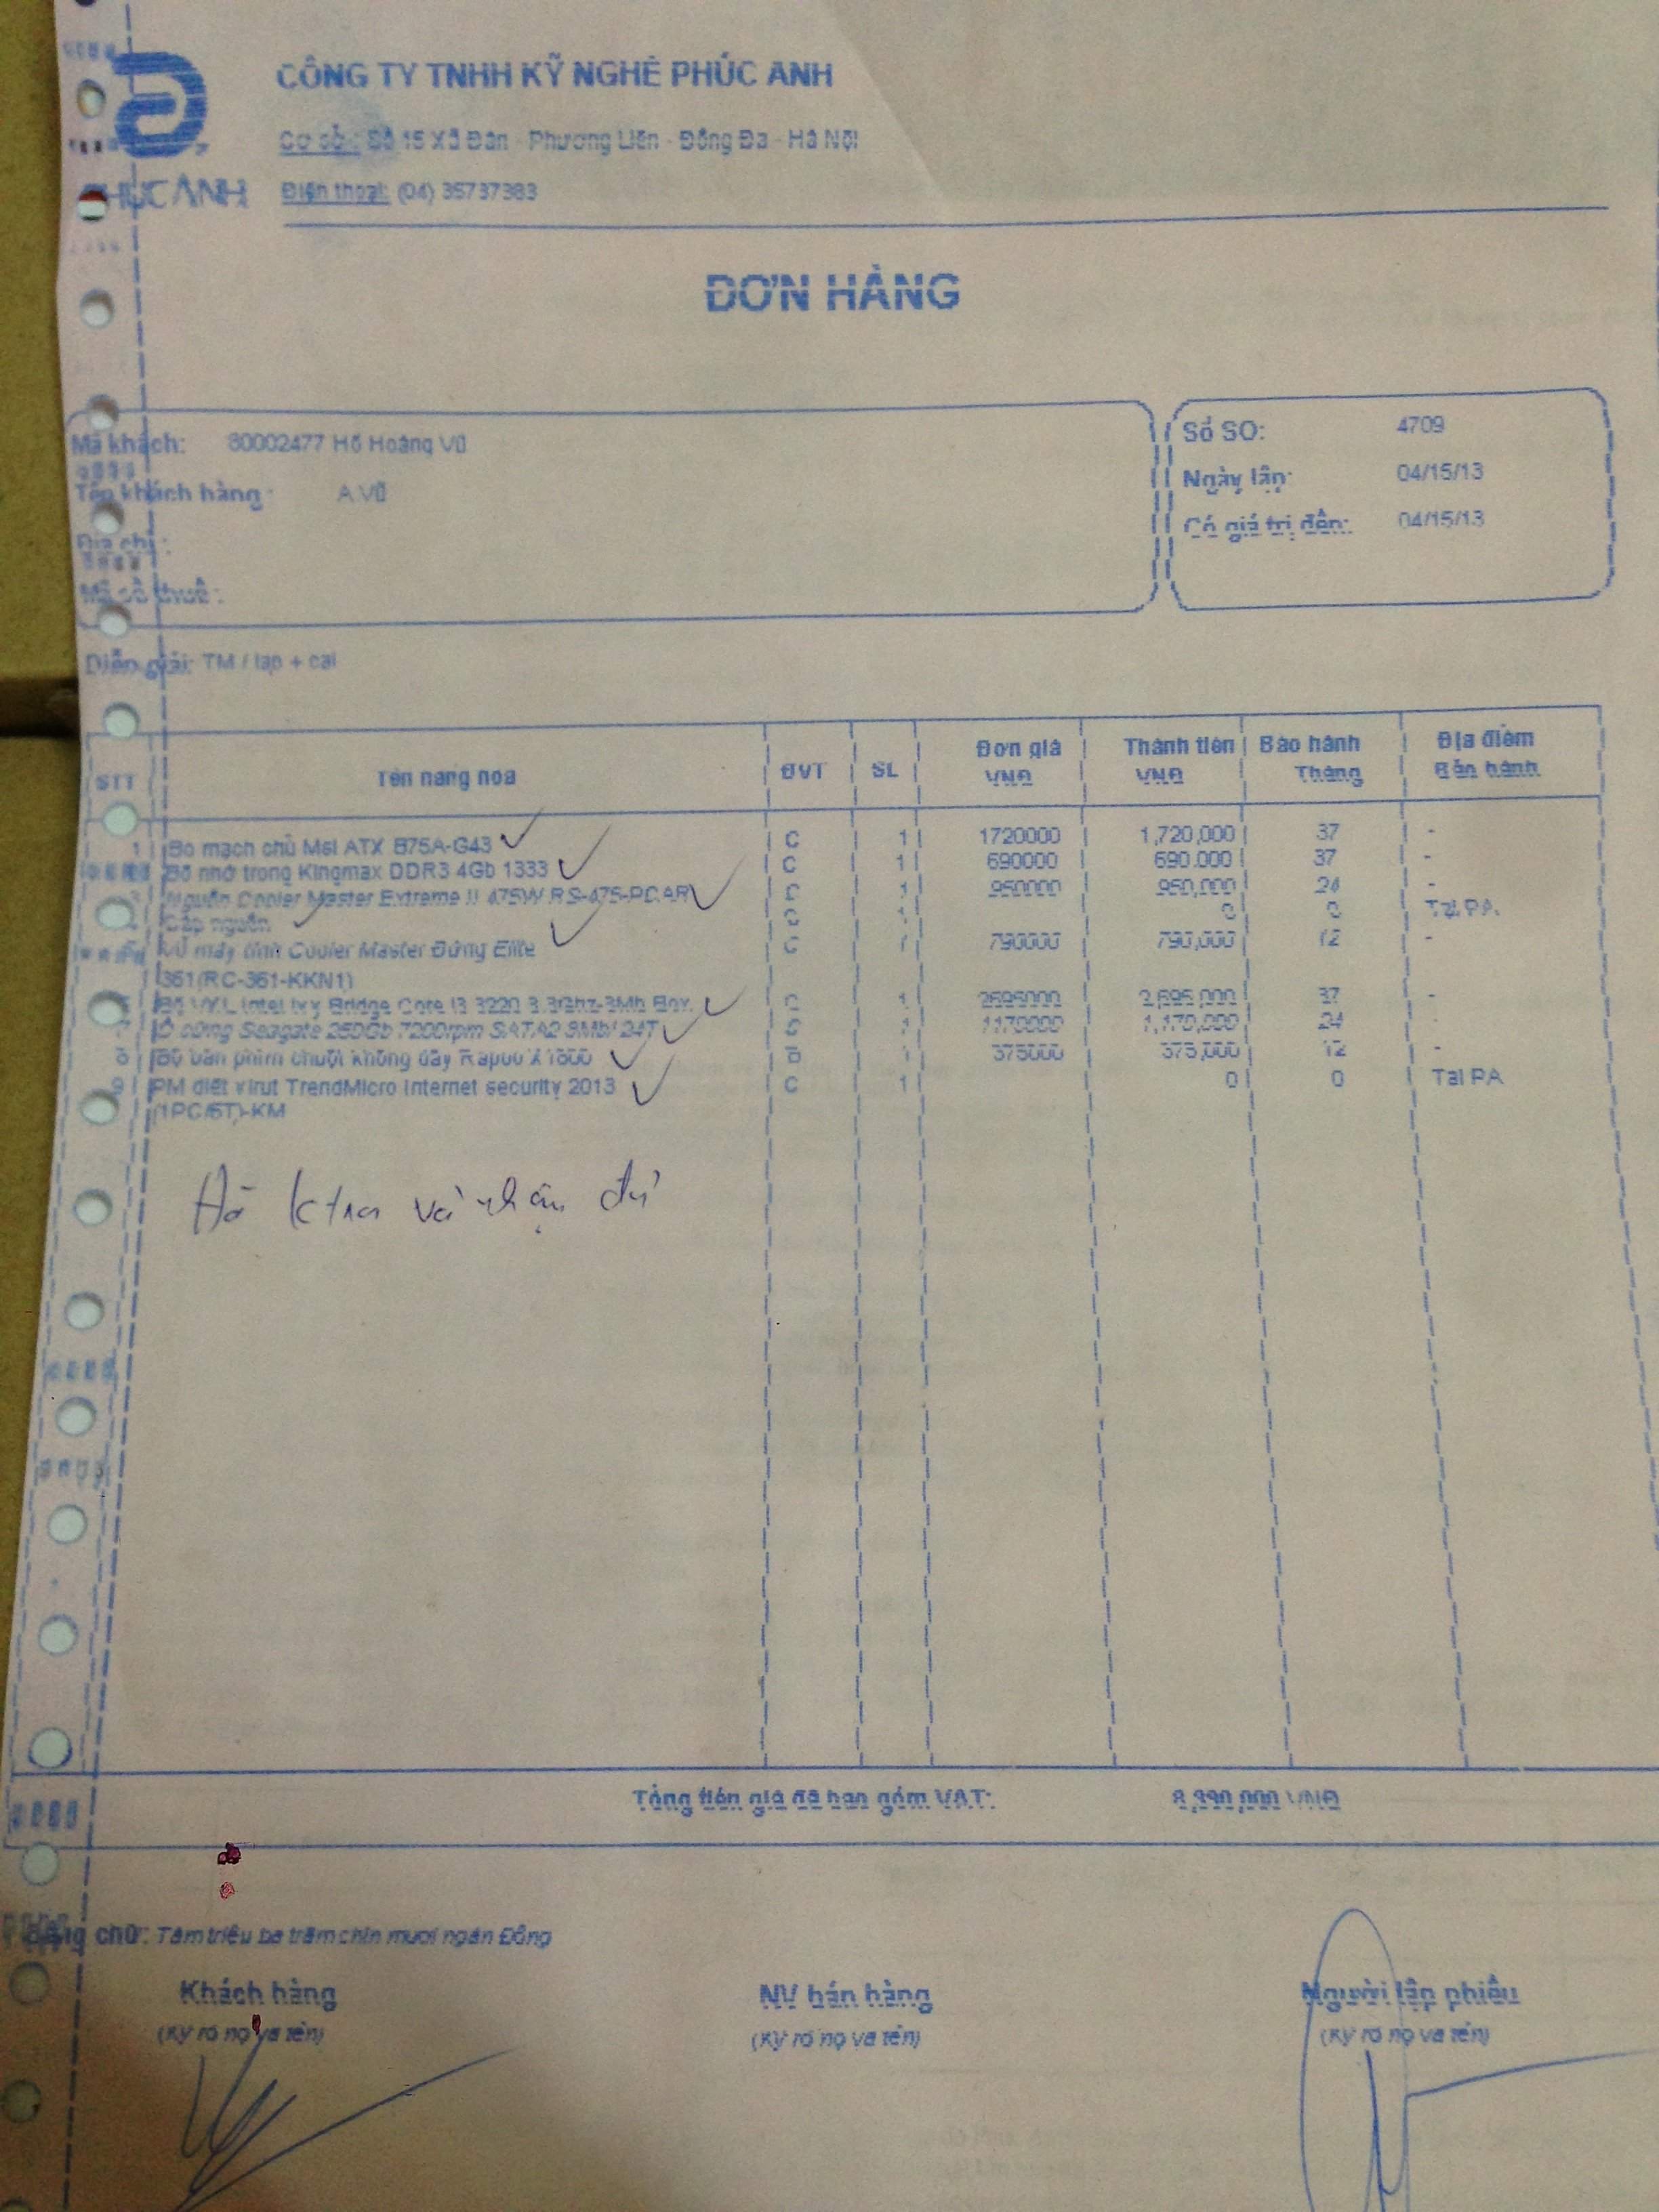 CÔNG TY TNHH KỸ NGHỆ PHÚC ANH
Cơ sở : Số 15 Xã Đàn - Phương Liên - Đống Đa - Hà Nội
PHUC ANH Điện thoại: (04) 35737383
ĐƠN HÀNG
Mã khách: 80002477 Hồ Hoàng Vũ
Số SO: 4709
Tên khách hàng : A.Vũ
Ngày lập: 04/15/13
Địa chỉ :
Có giá trị đến: 04/15/13
Mã số thuế :
Diễn giải: TM / lap + cai
STT Tên hàng hóa ĐVT SL Đơn giá VNĐ Thành tiền VNĐ Bảo hành Tháng Địa điểm Bảo hành
1 Bo mạch chủ Msi ATX B75A-G43 C 1 1720000 1,720,000 37 -
Bộ nhớ trong Kingmax DDR3 4Gb 1333 C 1 690000 690.000 37 -
3 Nguồn Cooler Master Extreme II 475W RS-475-PCAR C 1 950000 950,000 24 -
Cáp nguồn C 1 0 0 Tại PA
Vỏ máy tính Cooler Master Đứng Elite C 1 790000 790,000 12 -
361(RC-361-KKN1)
Bộ VXL Intel Ivy Bridge Core I3 3220 3.3Ghz-3Mb Box C 1 2695000 2,695,000 37 -
7 Ổ cứng Seagate 250Gb 7200rpm SATA2 8Mb/ 24T C 1 1170000 1,170,000 24 -
8 Bộ bàn phím chuột không dây Rapoo X1800 B 1 375000 375,000 12 -
9 PM diệt virut TrendMicro Internet security 2013 C 1 0 0 Tại PA
(1PC/6T)-KM
Đã ktra và nhận đủ
Tổng tiền giá đã bao gồm VAT: 8,390,000 VNĐ
Bằng chữ: Tám triệu ba trăm chín mươi ngàn Đồng
Khách hàng NV bán hàng Người lập phiếu
(Ký rõ họ và tên) (Ký rõ họ và tên) (Ký rõ họ và tên)